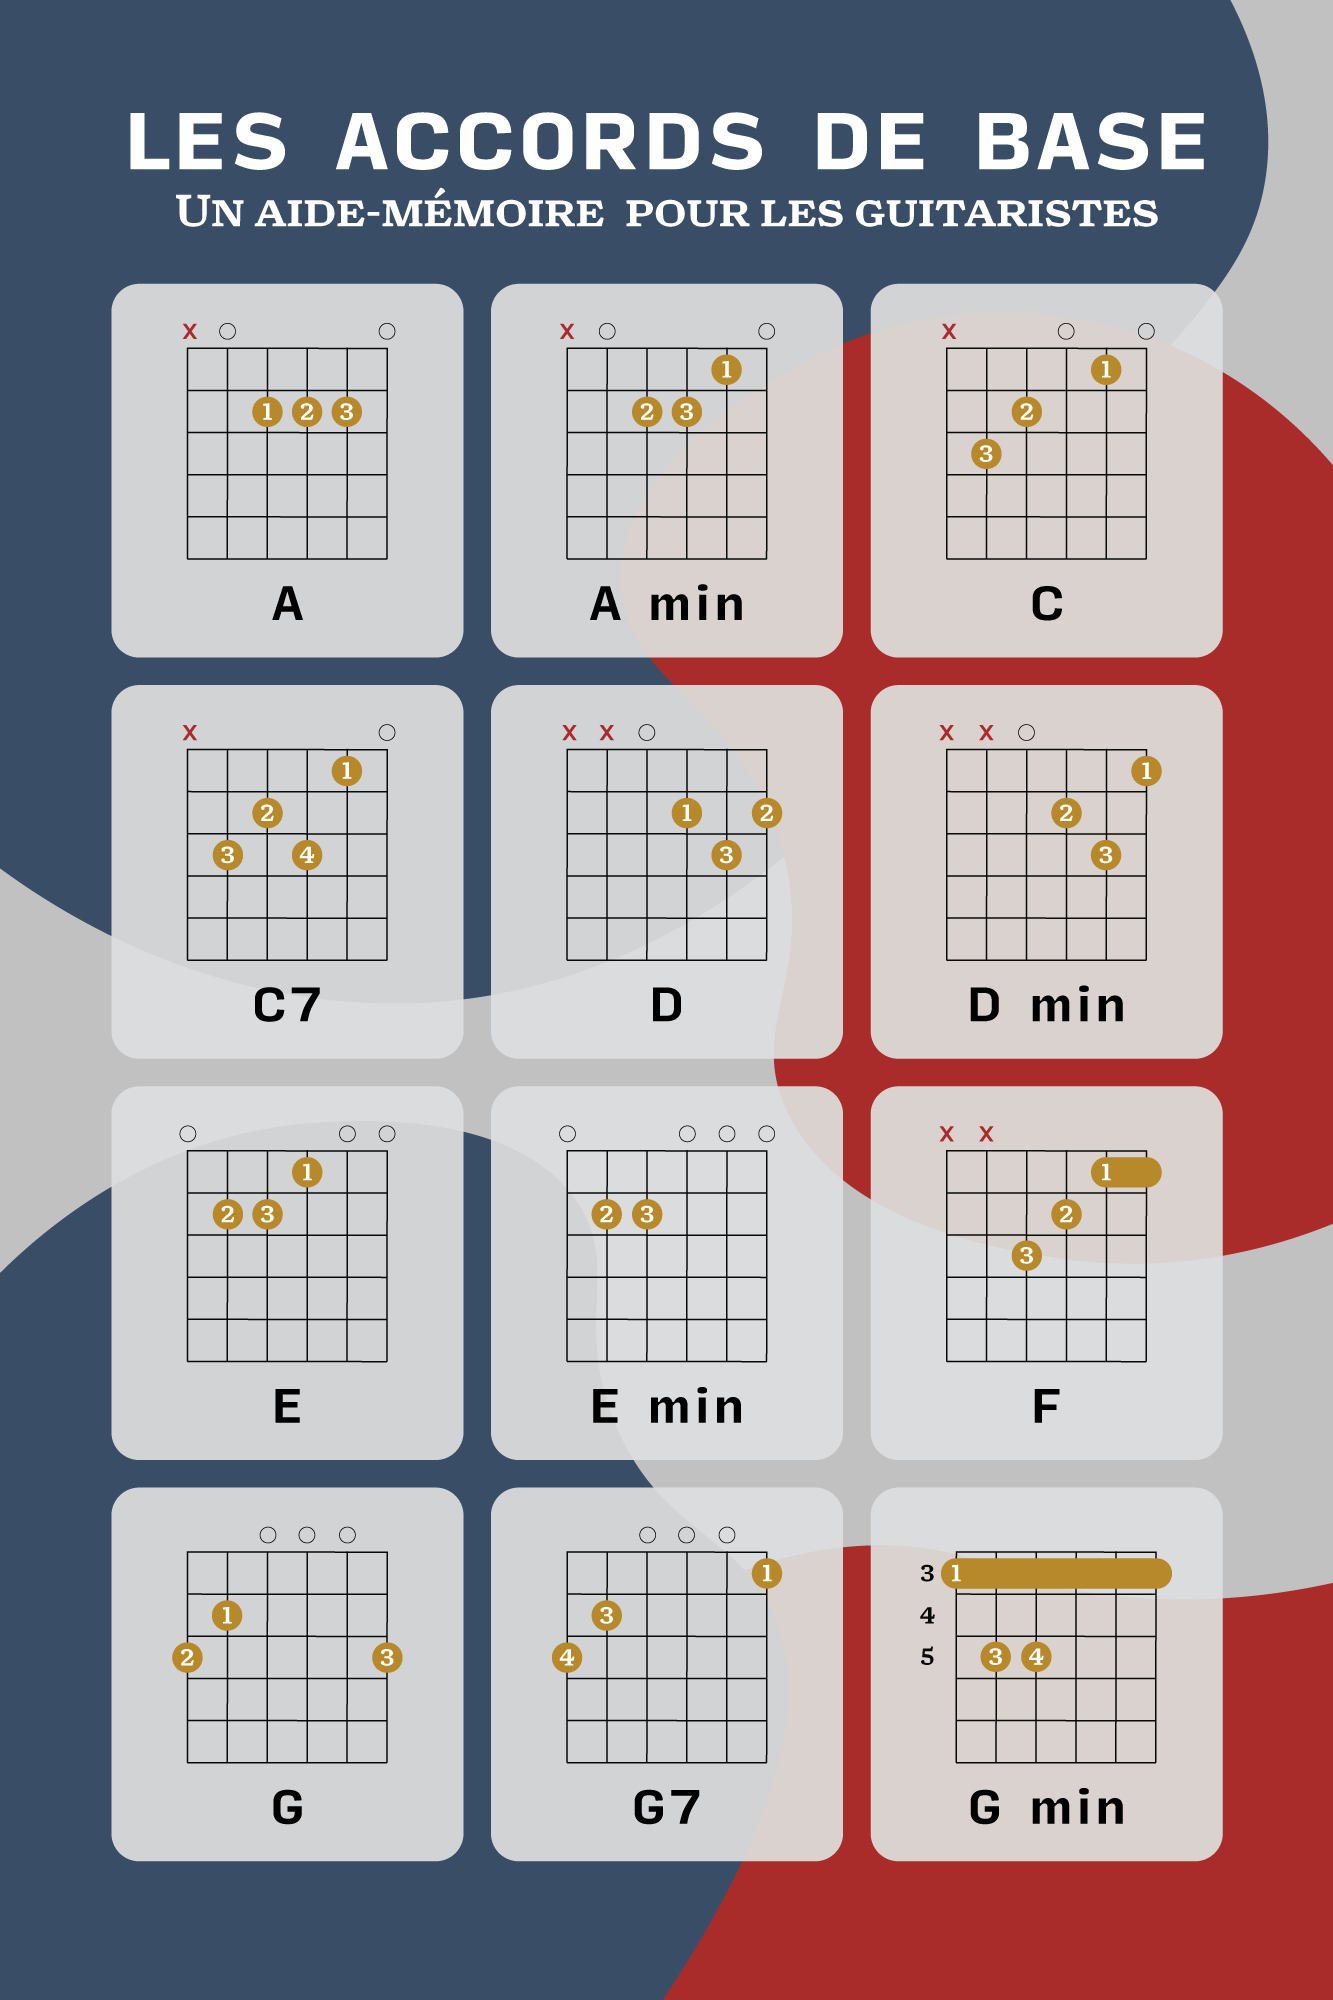 LES ACCORDS DE BASE
UN AIDE-MÉMOIRE POUR LES GUITARISTES
X
1 2 3
A
X
1
2 3
A min
X
1
2
3
C
X
1
2
3 4
C7
X X
1 2
3
D
X X
1
2
3
D min
1
2 3
E
2 3
E min
X X
1
2
3
F
1
2 3
G
1
3
4
G7
3 1
4
5 3 4
G min